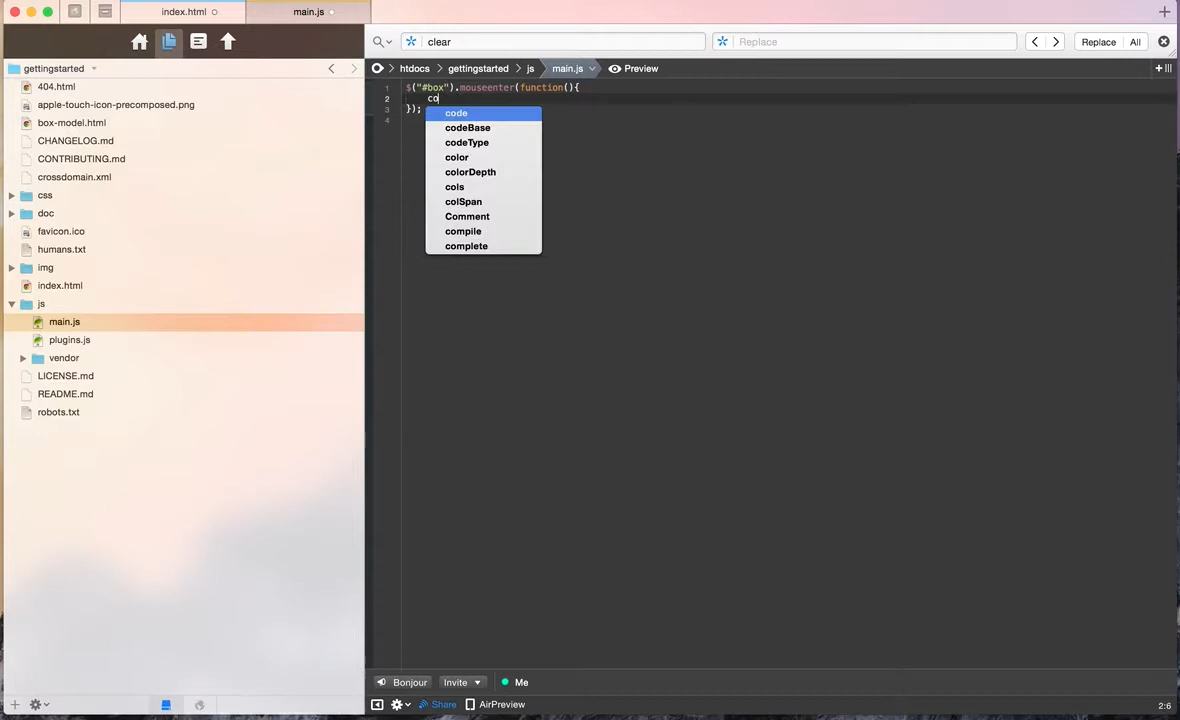 index.html
main.js
clear
Replace
Replace
All
gettingstarted
htdocs
gettingstarted
js
main.js
Preview
404.html
apple-touch-icon-precomposed.png
box-model.html
CHANGELOG.md
CONTRIBUTING.md
crossdomain.xml
css
doc
favicon.ico
humans.txt
img
index.html
js
main.js
plugins.js
vendor
LICENSE.md
README.md
robots.txt
1 $("#box").mouseenter(function(){
2 co
3 });
4
code
codeBase
codeType
color
colorDepth
cols
colSpan
Comment
compile
complete
Bonjour
Invite
Me
Share
AirPreview
2:6